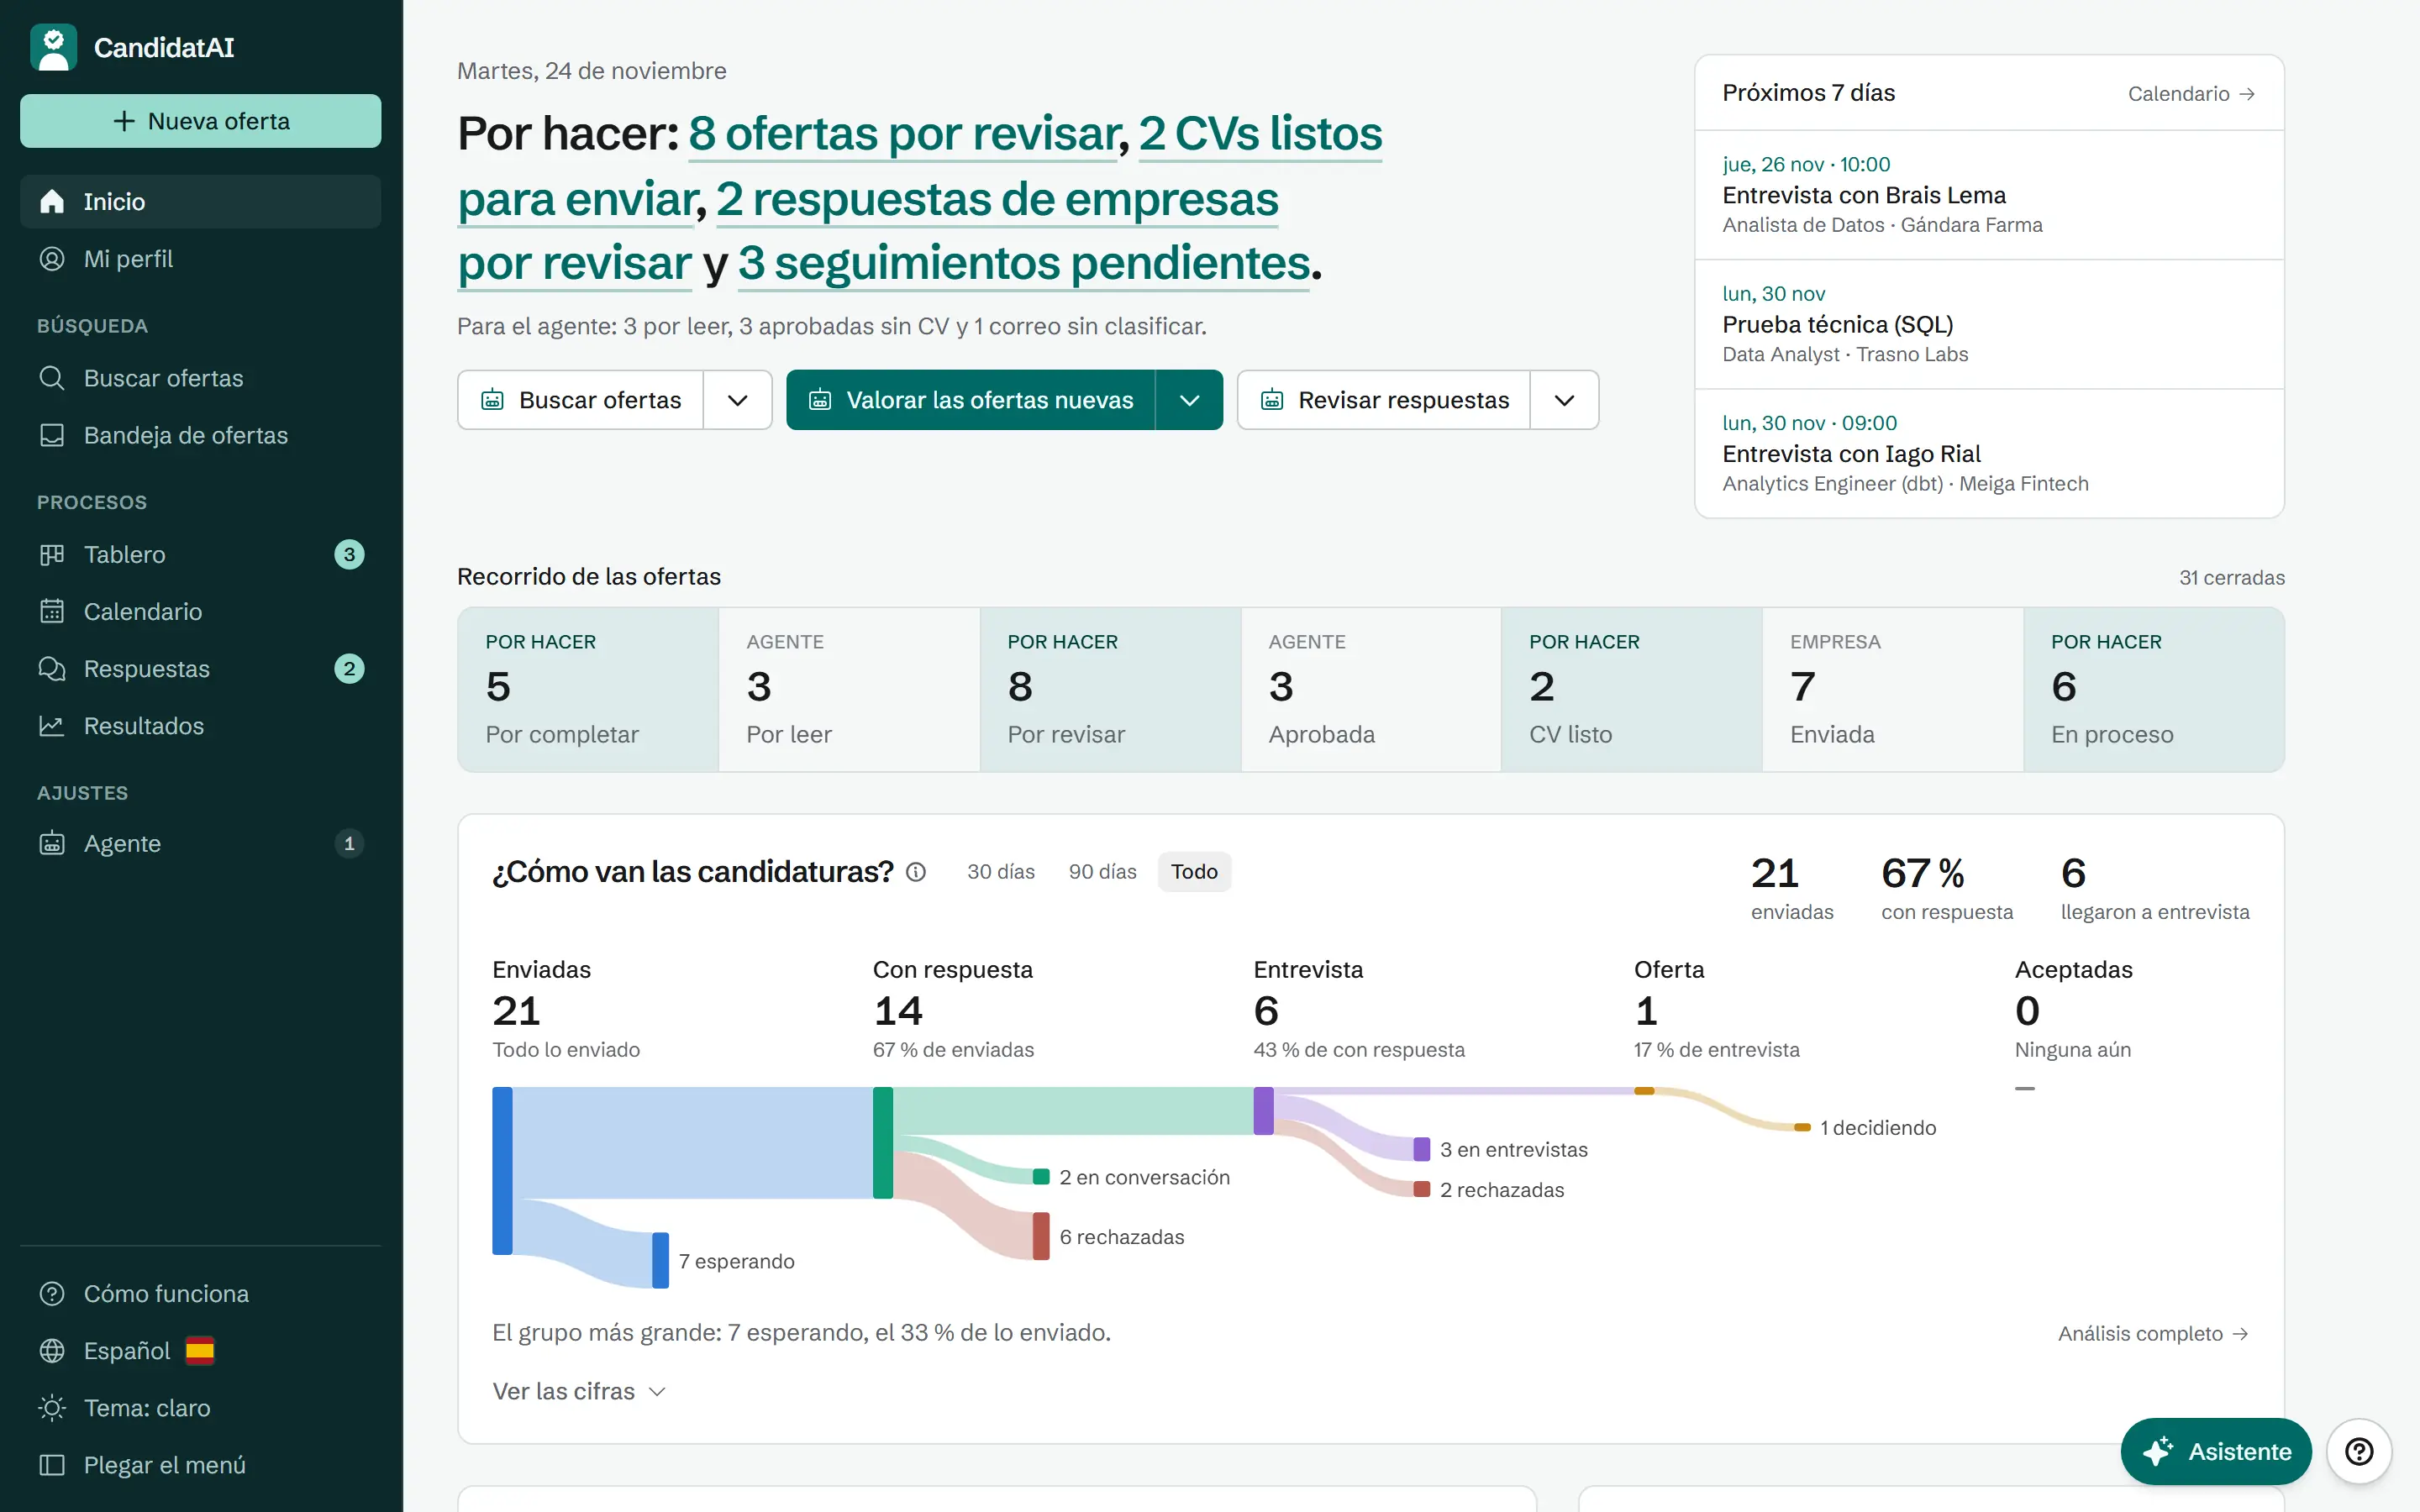 CandidatAI
Nueva oferta
Inicio
Mi perfil
BÚSQUEDA
Buscar ofertas
Bandeja de ofertas
PROCESOS
Tablero 3
Calendario
Respuestas 2
Resultados
AJUSTES
Agente 1
Cómo funciona
Español
Tema: claro
Plegar el menú
Martes, 24 de noviembre
Por hacer: 8 ofertas por revisar, 2 CVs listos
para enviar, 2 respuestas de empresas
por revisar y 3 seguimientos pendientes.
Para el agente: 3 por leer, 3 aprobadas sin CV y 1 correo sin clasificar.
Buscar ofertas
Valorar las ofertas nuevas
Revisar respuestas
Próximos 7 días
Calendario →
jue, 26 nov · 10:00
Entrevista con Brais Lema
Analista de Datos · Gándara Farma
lun, 30 nov
Prueba técnica (SQL)
Data Analyst · Trasno Labs
lun, 30 nov · 09:00
Entrevista con Iago Rial
Analytics Engineer (dbt) · Meiga Fintech
Recorrido de las ofertas
31 cerradas
POR HACER
5
Por completar
AGENTE
3
Por leer
POR HACER
8
Por revisar
AGENTE
3
Aprobada
POR HACER
2
CV listo
EMPRESA
7
Enviada
POR HACER
6
En proceso
¿Cómo van las candidaturas?
30 días
90 días
Todo
21
enviadas
67 %
con respuesta
6
llegaron a entrevista
Enviadas
21
Todo lo enviado
Con respuesta
14
67 % de enviadas
Entrevista
6
43 % de con respuesta
Oferta
1
17 % de entrevista
Aceptadas
0
Ninguna aún
–
1 decidiendo
3 en entrevistas
2 en conversación
2 rechazadas
6 rechazadas
7 esperando
El grupo más grande: 7 esperando, el 33 % de lo enviado.
Análisis completo →
Ver las cifras
Asistente